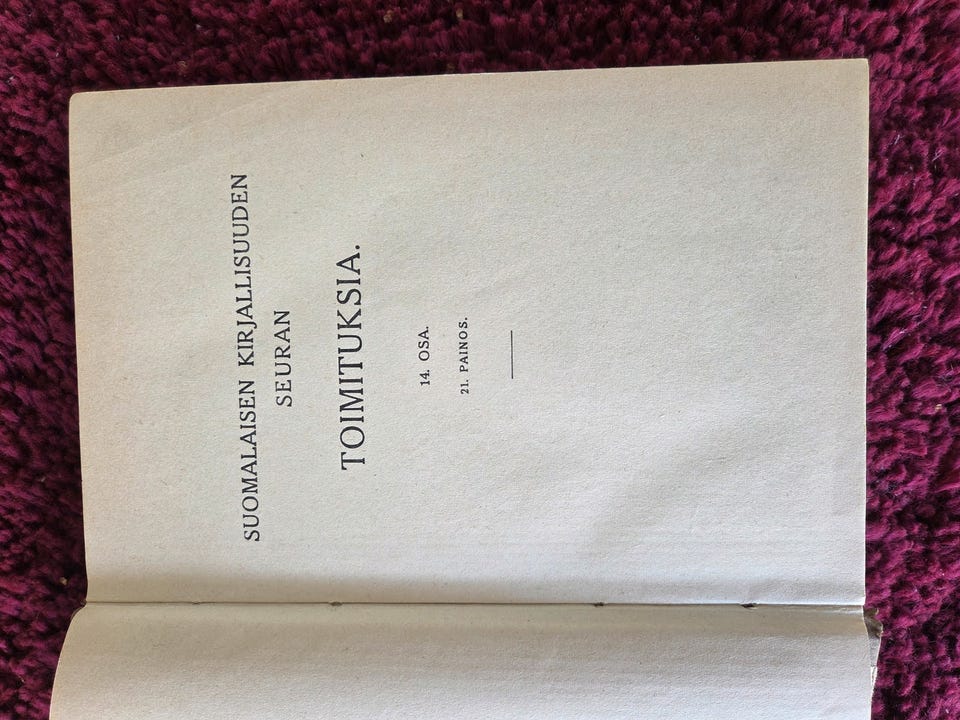 SUOMALAISEN KIRJALLISUUDEN
SEURAN
TOIMITUKSIA.
14. OSA.
21. PAINOS.